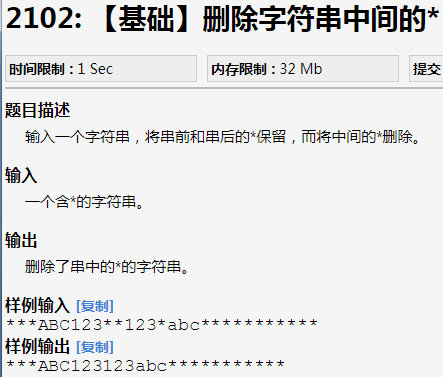 2102: 【基础】删除字符串中间的*
时间限制：1 Sec 内存限制：32 Mb 提交
题目描述
输入一个字符串，将串前和串后的*保留，而将中间的*删除。
输入
一个含*的字符串。
输出
删除了串中的*的字符串。
样例输入 [复制]
***ABC123**123*abc***********
样例输出 [复制]
***ABC123123abc***********